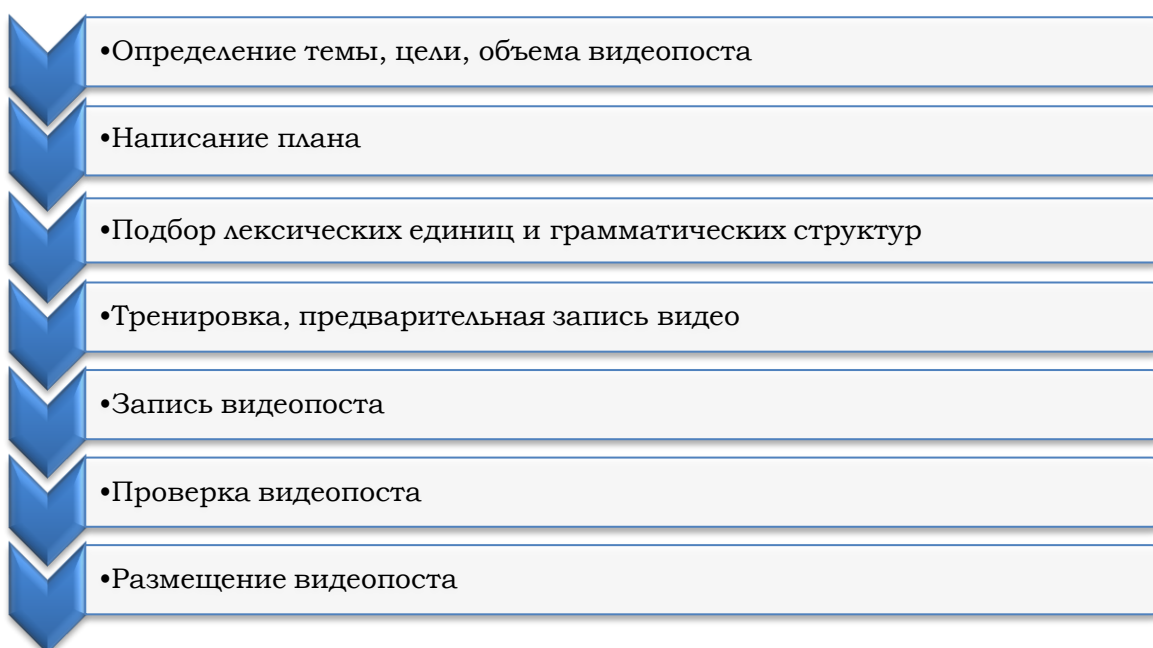 •Определение темы, цели, объема видеопоста
•Написание плана
•Подбор лексических единиц и грамматических структур
•Тренировка, предварительная запись видео
•Запись видеопоста
•Проверка видеопоста
•Размещение видеопоста